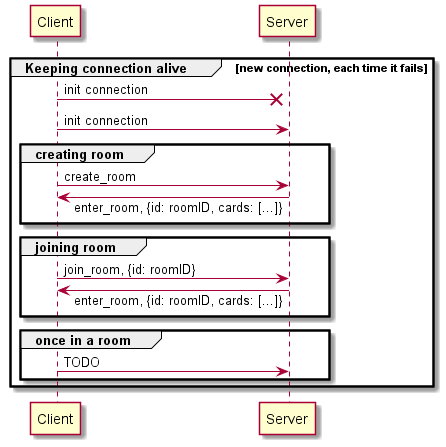 Client Server
Keeping connection alive [new connection, each time it fails]
init connection
init connection
creating room
create_room
enter_room, {id: roomID, cards: [...]}
joining room
join_room, {id: roomID}
enter_room, {id: roomID, cards: [...]}
once in a room
TODO
Client Server